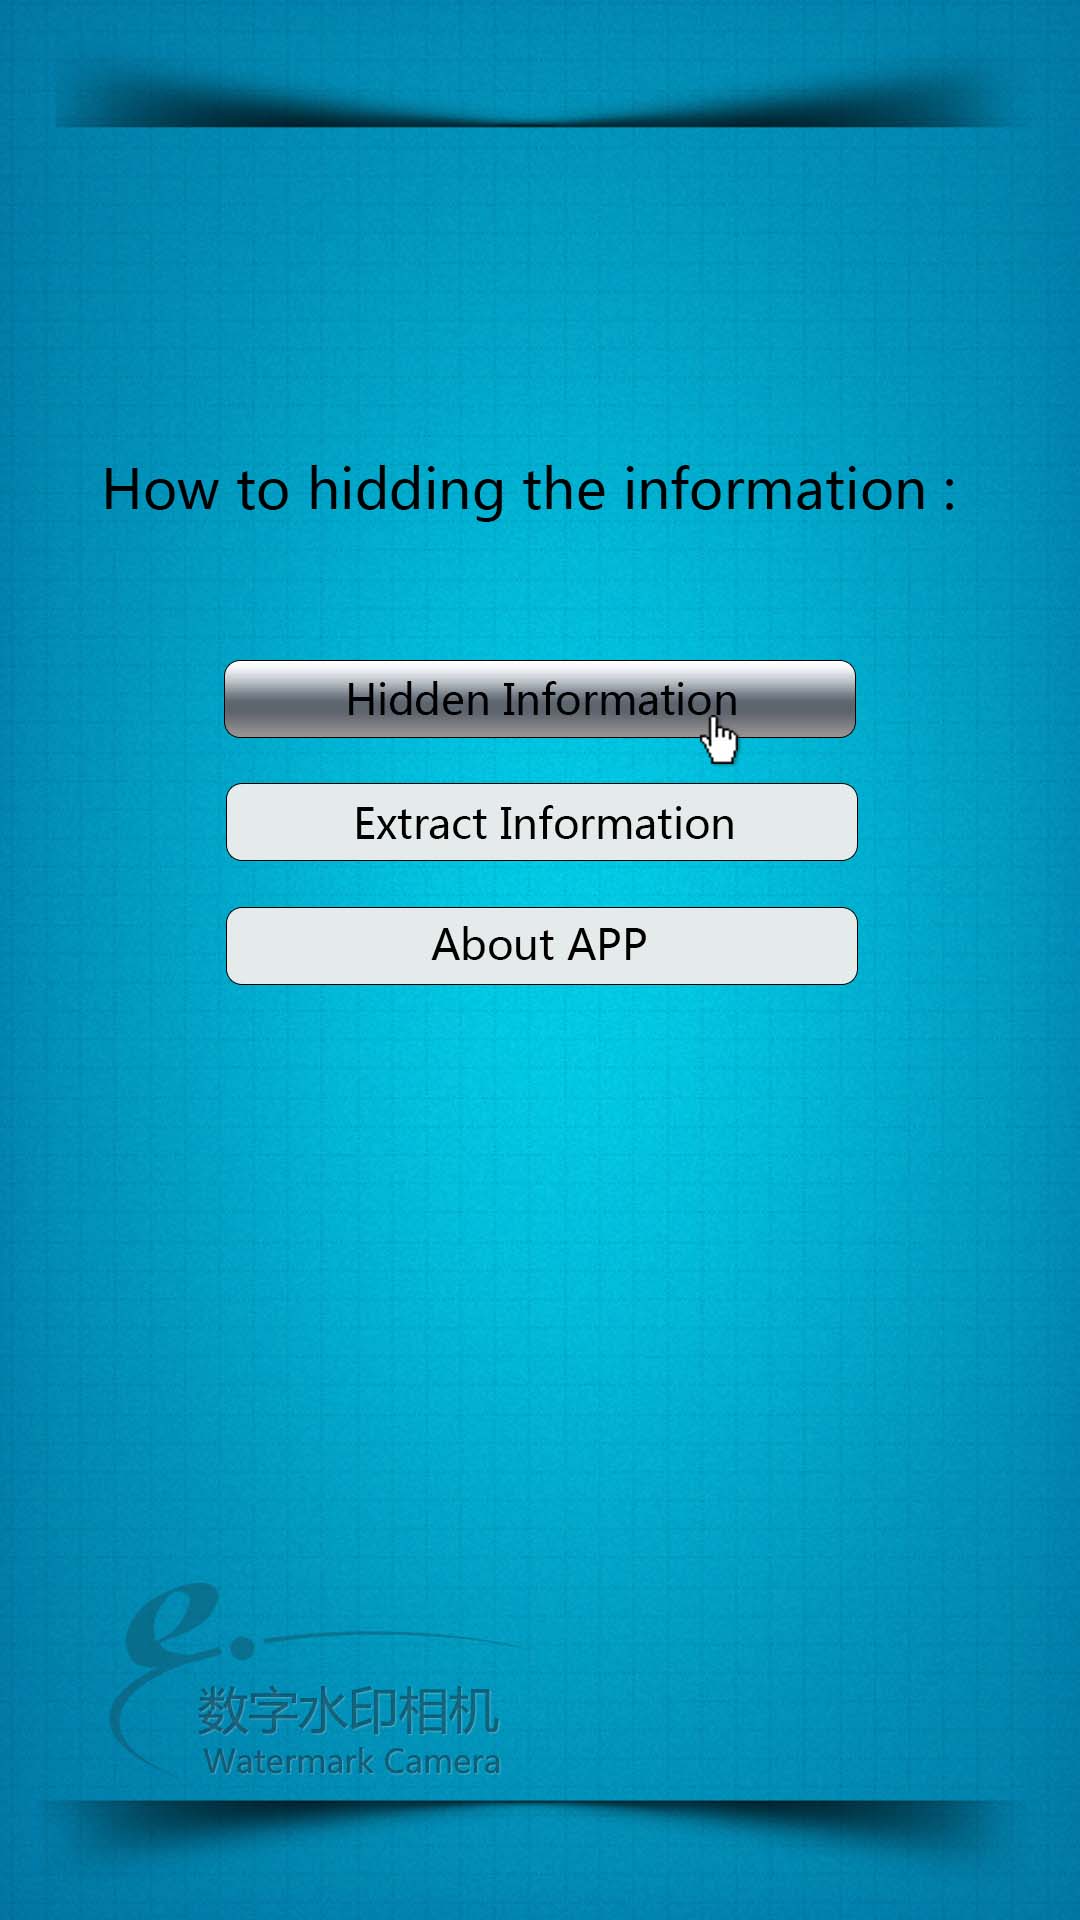 How to hidding the information :
Hidden Information
Extract Information
About APP
e.
数字水印相机
Watermark Camera